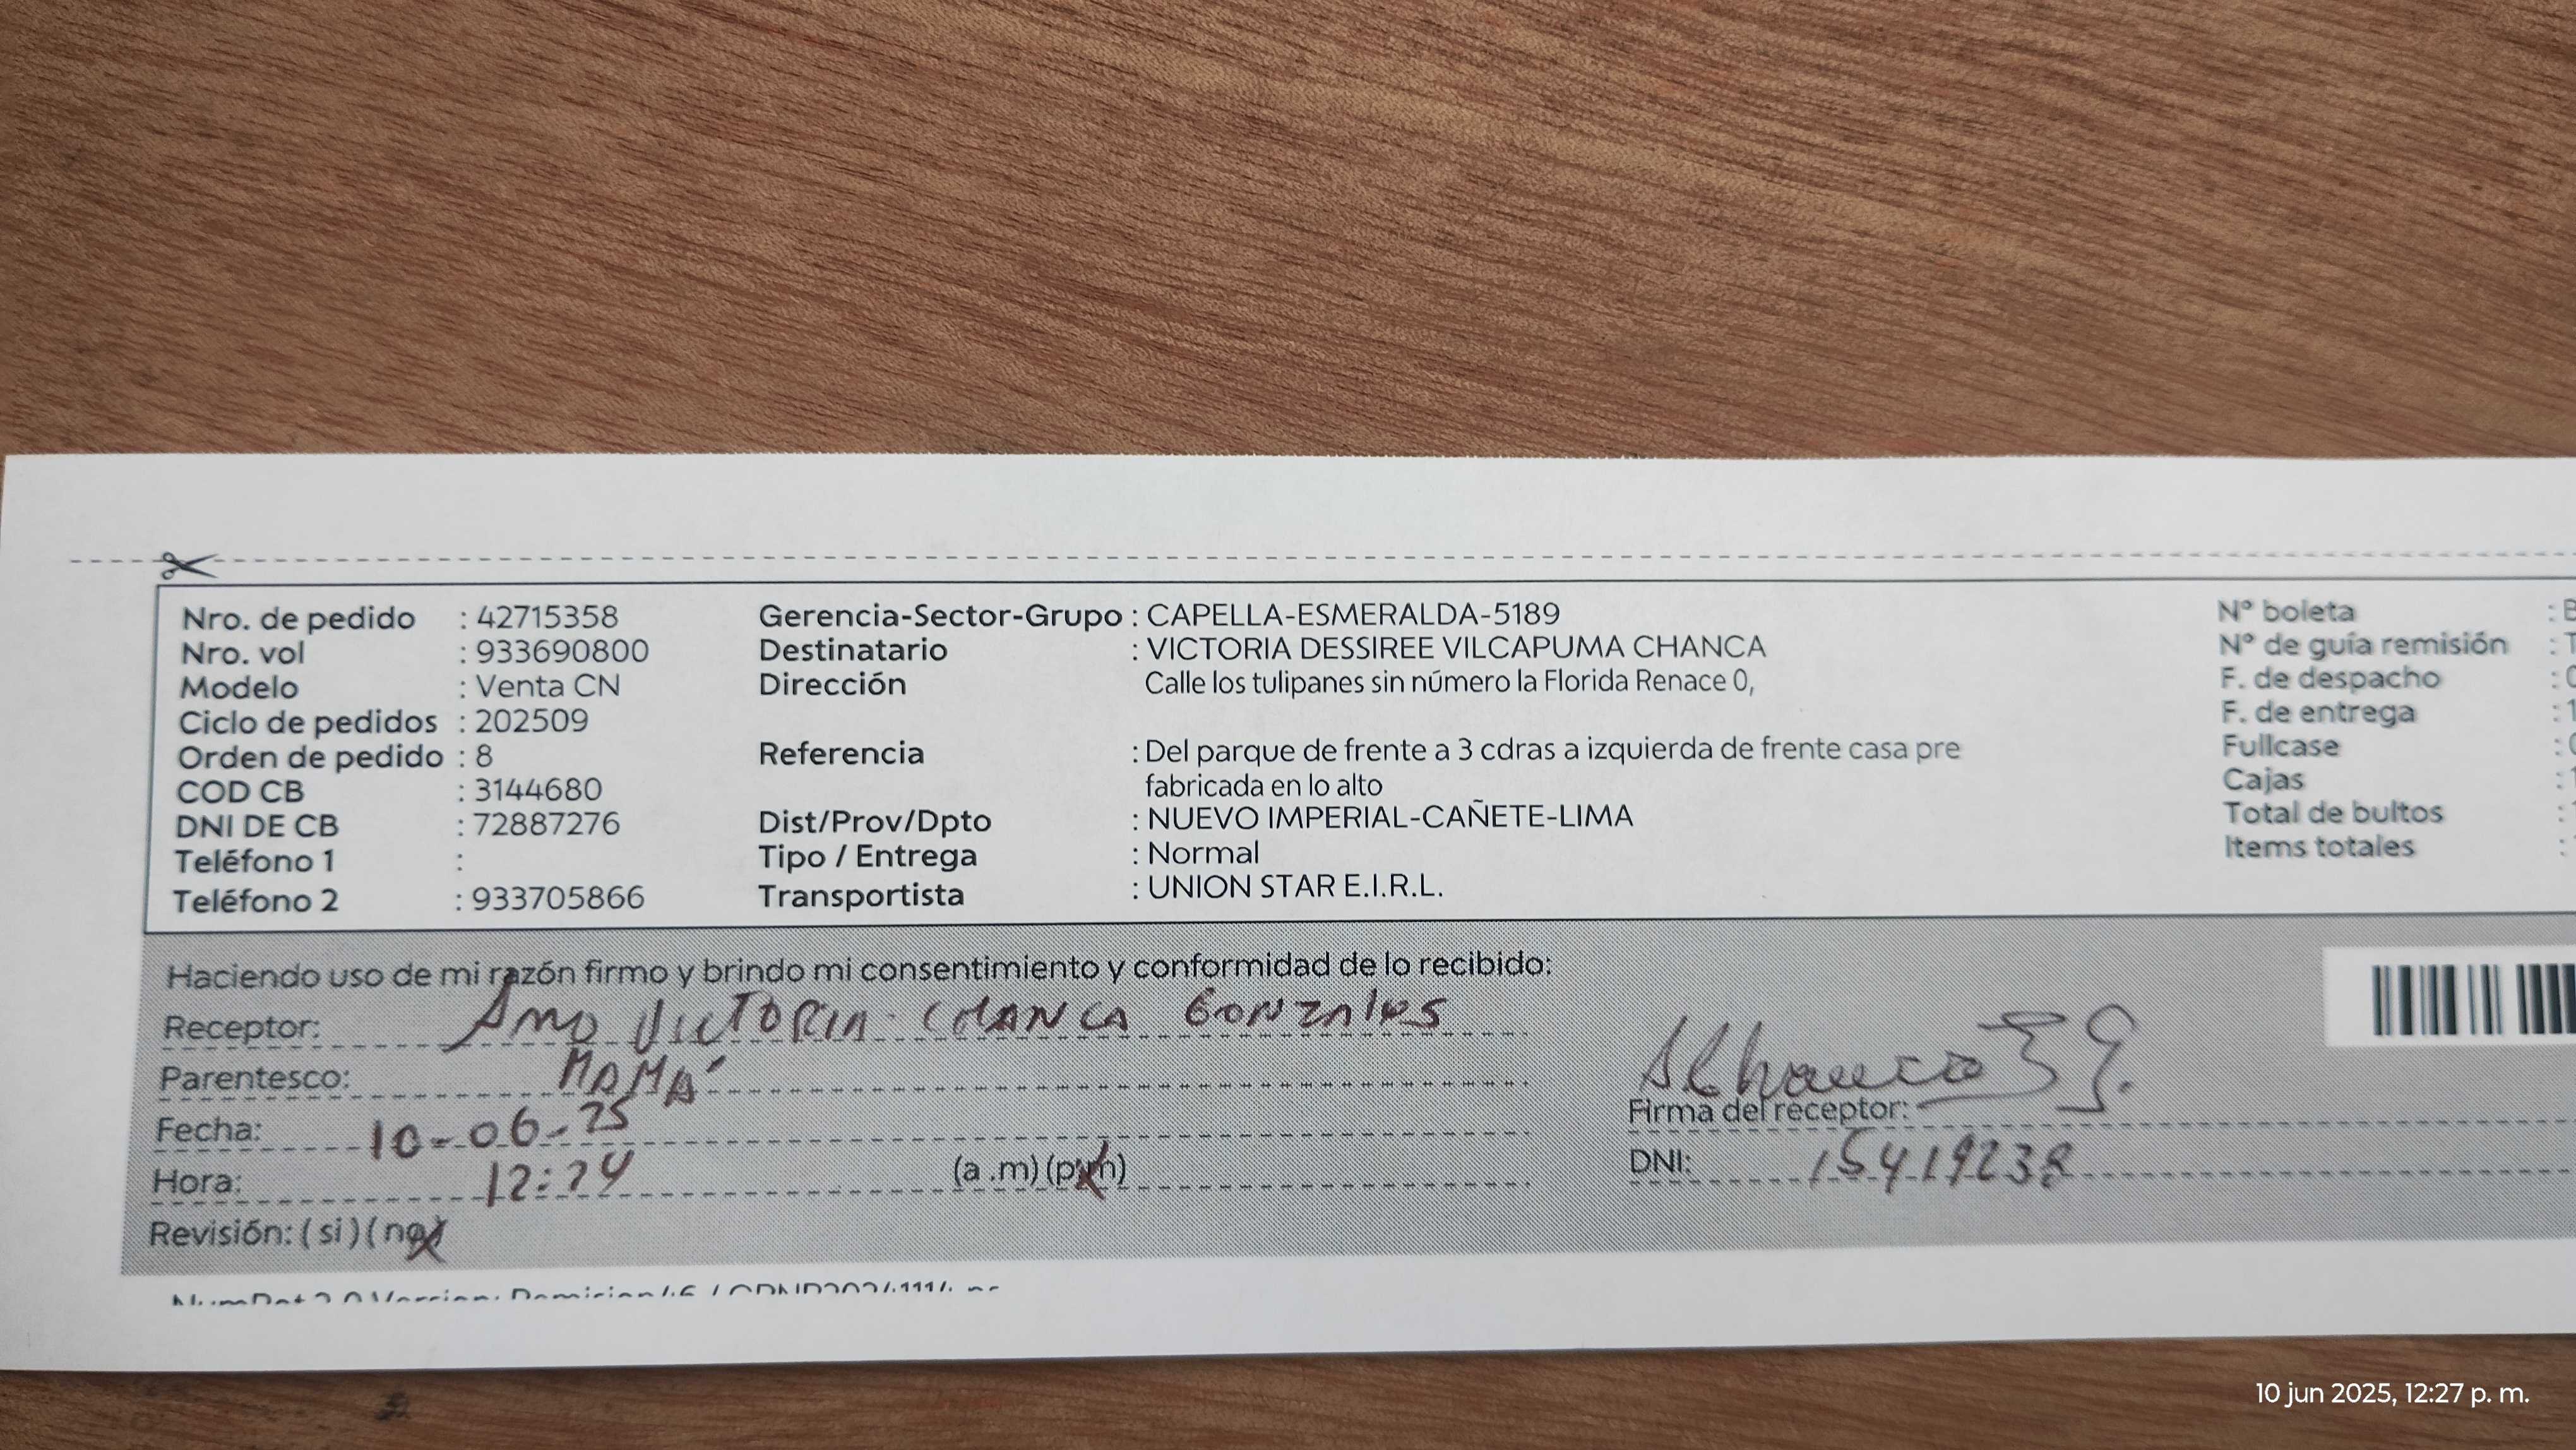 Nro. de pedido : 42715358
Nro. vol : 933690800
Modelo : Venta CN
Ciclo de pedidos : 202509
Orden de pedido : 8
COD CB : 3144680
DNI DE CB : 72887276
Teléfono 1 :
Teléfono 2 : 933705866
Gerencia-Sector-Grupo : CAPELLA-ESMERALDA-5189
Destinatario : VICTORIA DESSIREE VILCAPUMA CHANCA
Dirección Calle los tulipanes sin número la Florida Renace 0,
Referencia : Del parque de frente a 3 cdras a izquierda de frente casa pre
fabricada en lo alto
Dist/Prov/Dpto : NUEVO IMPERIAL-CAÑETE-LIMA
Tipo / Entrega : Normal
Transportista : UNION STAR E.I.R.L.
N° boleta :
N° de guía remisión :
F. de despacho :
F. de entrega :
Fullcase :
Cajas :
Total de bultos :
Items totales :
Haciendo uso de mi razón firmo y brindo mi consentimiento y conformidad de lo recibido:
Receptor: VICTORIA CHANCA GONZALES
Parentesco: MAMÁ
Fecha: 10-06-25
Hora: 12:24 (a.m) (p.m)
Revisión: (si) (no)
Firma del receptor:
DNI: 15419238
10 jun 2025, 12:27 p. m.